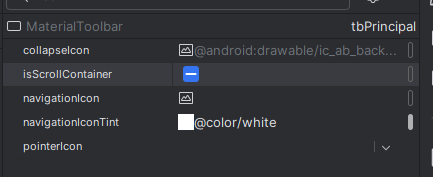 MaterialToolbar tbPrincipal
collapseIcon @android:drawable/ic_ab_back...
isScrollContainer
navigationIcon
navigationIconTint @color/white
pointerIcon